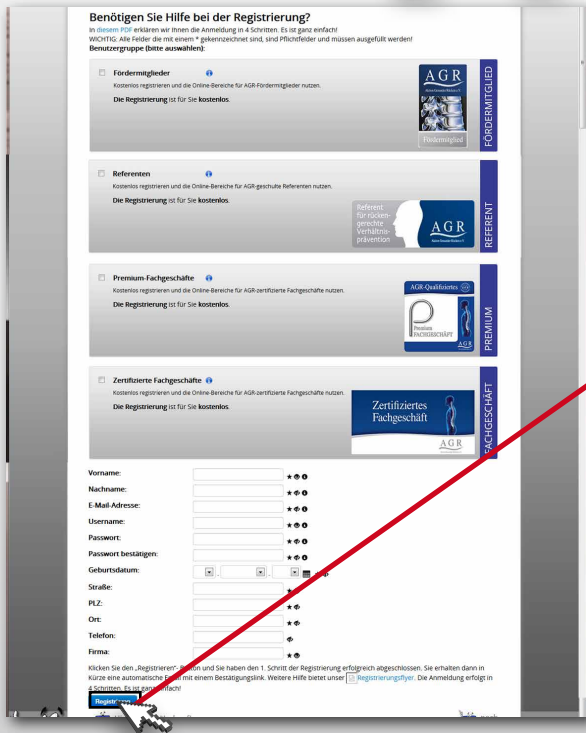 Benötigen Sie Hilfe bei der Registrierung?
In diesem PDF erklären wir Ihnen die Anmeldung in 4 Schritten. Es ist ganz einfach!
WICHTIG: Alle Felder die mit einem * gekennzeichnet sind, sind Pflichtfelder und müssen ausgefüllt werden!
Benutzergruppe (bitte auswählen):
Fördermitglieder
Kostenlos registrieren und die Online-Bereiche für AGR-Fördermitglieder nutzen.
Die Registrierung ist für Sie kostenlos.
AGR
Fördermitglied
FÖRDERMITGLIED
Referenten
Kostenlos registrieren und die Online-Bereiche für AGR-geschulte Referenten nutzen.
Die Registrierung ist für Sie kostenlos.
Referent
für rücken-
gerechte
Verhältnis-
prävention
AGR
REFERENT
Premium-Fachgeschäfte
Kostenlos registrieren und die Online-Bereiche für AGR-zertifizierte Fachgeschäfte nutzen.
Die Registrierung ist für Sie kostenlos.
AGR-Qualifiziertes
Premium
FACHGESCHÄFT
AGR
PREMIUM
Zertifizierte Fachgeschäfte
Kostenlos registrieren und die Online-Bereiche für AGR-zertifizierte Fachgeschäfte nutzen.
Die Registrierung ist für Sie kostenlos.
Zertifiziertes
Fachgeschäft
AGR
FACHGESCHÄFT
Vorname:
Nachname:
E-Mail-Adresse:
Username:
Passwort:
Passwort bestätigen:
Geburtsdatum:
Straße:
PLZ:
Ort:
Telefon:
Firma:
Klicken Sie den „Registrieren"- und Sie haben den 1. Schritt der Registrierung erfolgreich abgeschlossen. Sie erhalten dann in
Kürze eine automatische mit einem Bestätigungslink. Weitere Hilfe bietet unser Registrierungsflyer. Die Anmeldung erfolgt in
4 Schritten. Es ist ganz einfach!